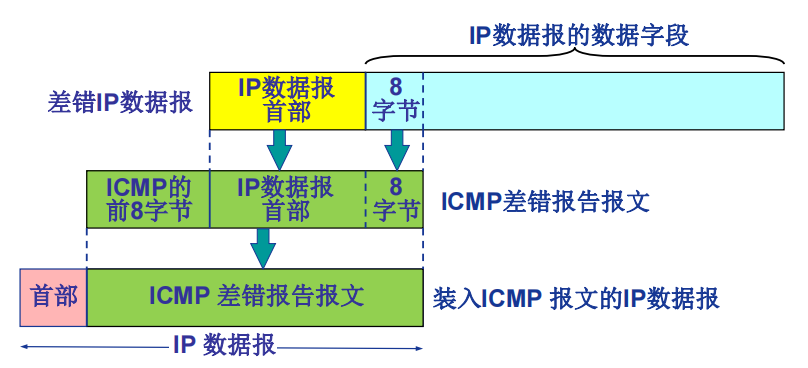 IP数据报的数据字段
差错IP数据报
IP数据报
首部
8
字节
ICMP的
前8字节
IP数据报
首部
8
字节
ICMP差错报告报文
首部
ICMP 差错报告报文
装入ICMP 报文的IP数据报
IP 数据报